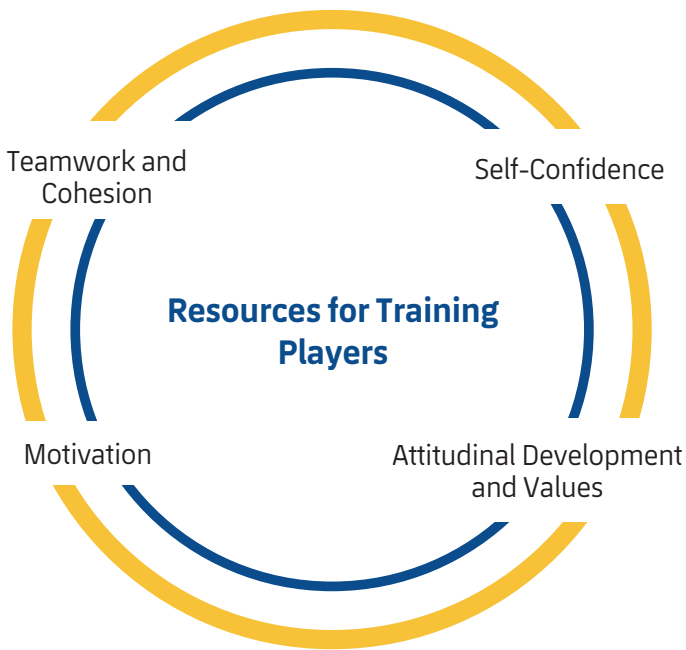 Teamwork and
Cohesion
Self-Confidence
Resources for Training
Players
Motivation
Attitudinal Development
and Values